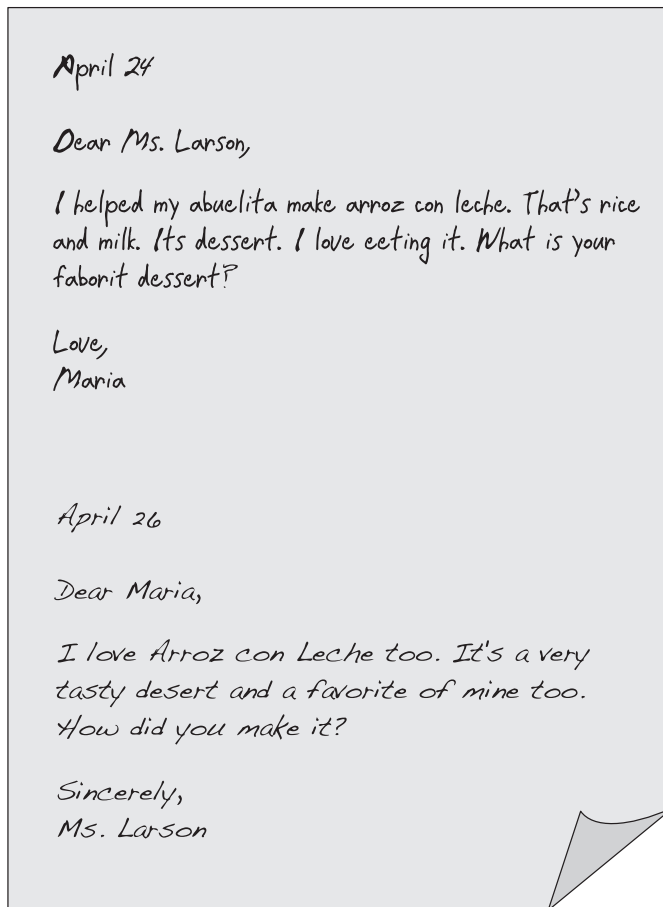 April 24
Dear Ms. Larson,
I helped my abuelita make arroz con leche. That's rice
and milk. Its dessert. I love eeting it. What is your
faborit dessert?
Love,
Maria
April 26
Dear Maria,
I love Arroz con Leche too. It's a very
tasty desert and a favorite of mine too.
How did you make it?
Sincerely,
Ms. Larson